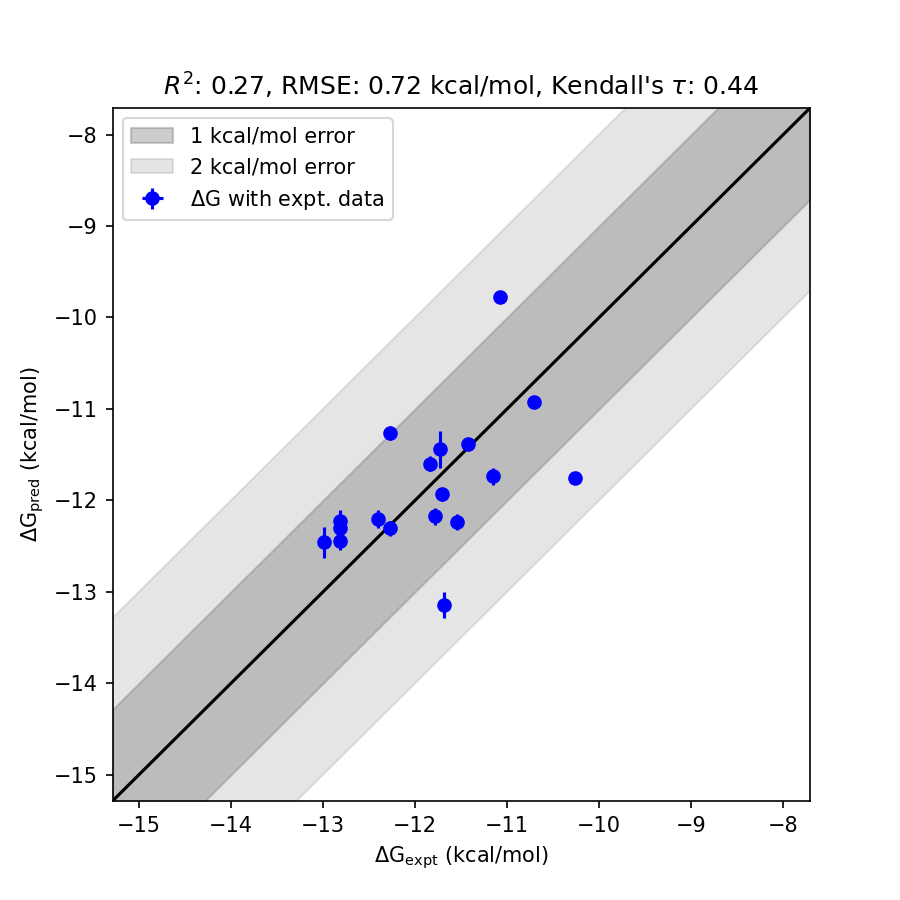 R²: 0.27, RMSE: 0.72 kcal/mol, Kendall's τ: 0.44
1 kcal/mol error
2 kcal/mol error
ΔG with expt. data
−8
−9
−10
−11
−12
−13
−14
−15
ΔGpred (kcal/mol)
−15 −14 −13 −12 −11 −10 −9 −8
ΔGexpt (kcal/mol)